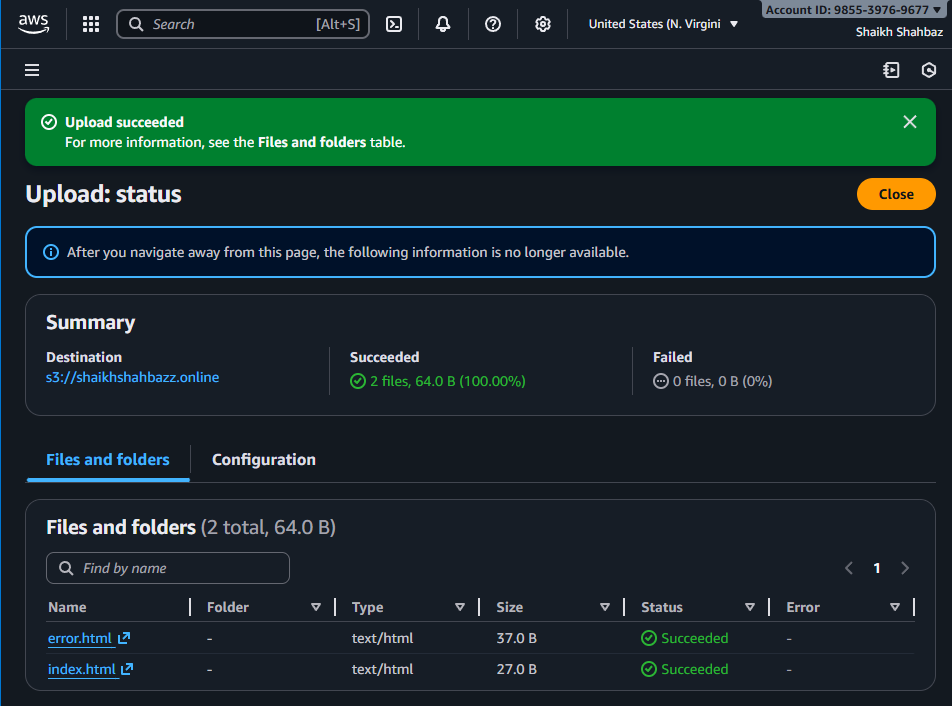 aws
Search [Alt+S]
United States (N. Virgini
Account ID: 9855-3976-9677
Shaikh Shahbaz
Upload succeeded
For more information, see the Files and folders table.
Upload: status
Close
After you navigate away from this page, the following information is no longer available.
Summary
Destination
s3://shaikhshahbazz.online
Succeeded
2 files, 64.0 B (100.00%)
Failed
0 files, 0 B (0%)
Files and folders
Configuration
Files and folders (2 total, 64.0 B)
Find by name
1
Name Folder Type Size Status Error
error.html - text/html 37.0 B Succeeded -
index.html - text/html 27.0 B Succeeded -